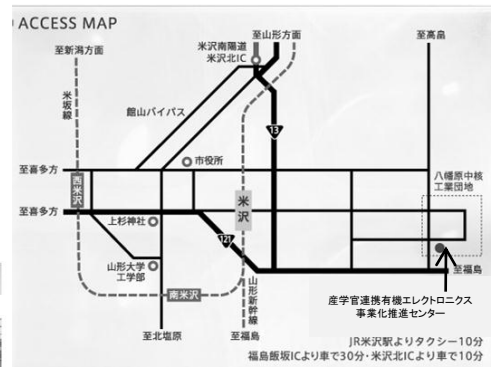 ACCESS MAP
至新潟方面
米沢南陽道
米沢北IC
至山形方面
至高畠
米坂線
館山バイパス
13
市役所
至喜多方
西米沢
米沢
八幡原中核
工業団地
至喜多方
上杉神社
121
山形大学
工学部
南米沢
山形新幹線
至福島
産学官連携有機エレクトロニクス
事業化推進センター
至北塩原
至福島
JR米沢駅よりタクシー10分
福島飯坂ICより車で30分・米沢北ICより車で10分